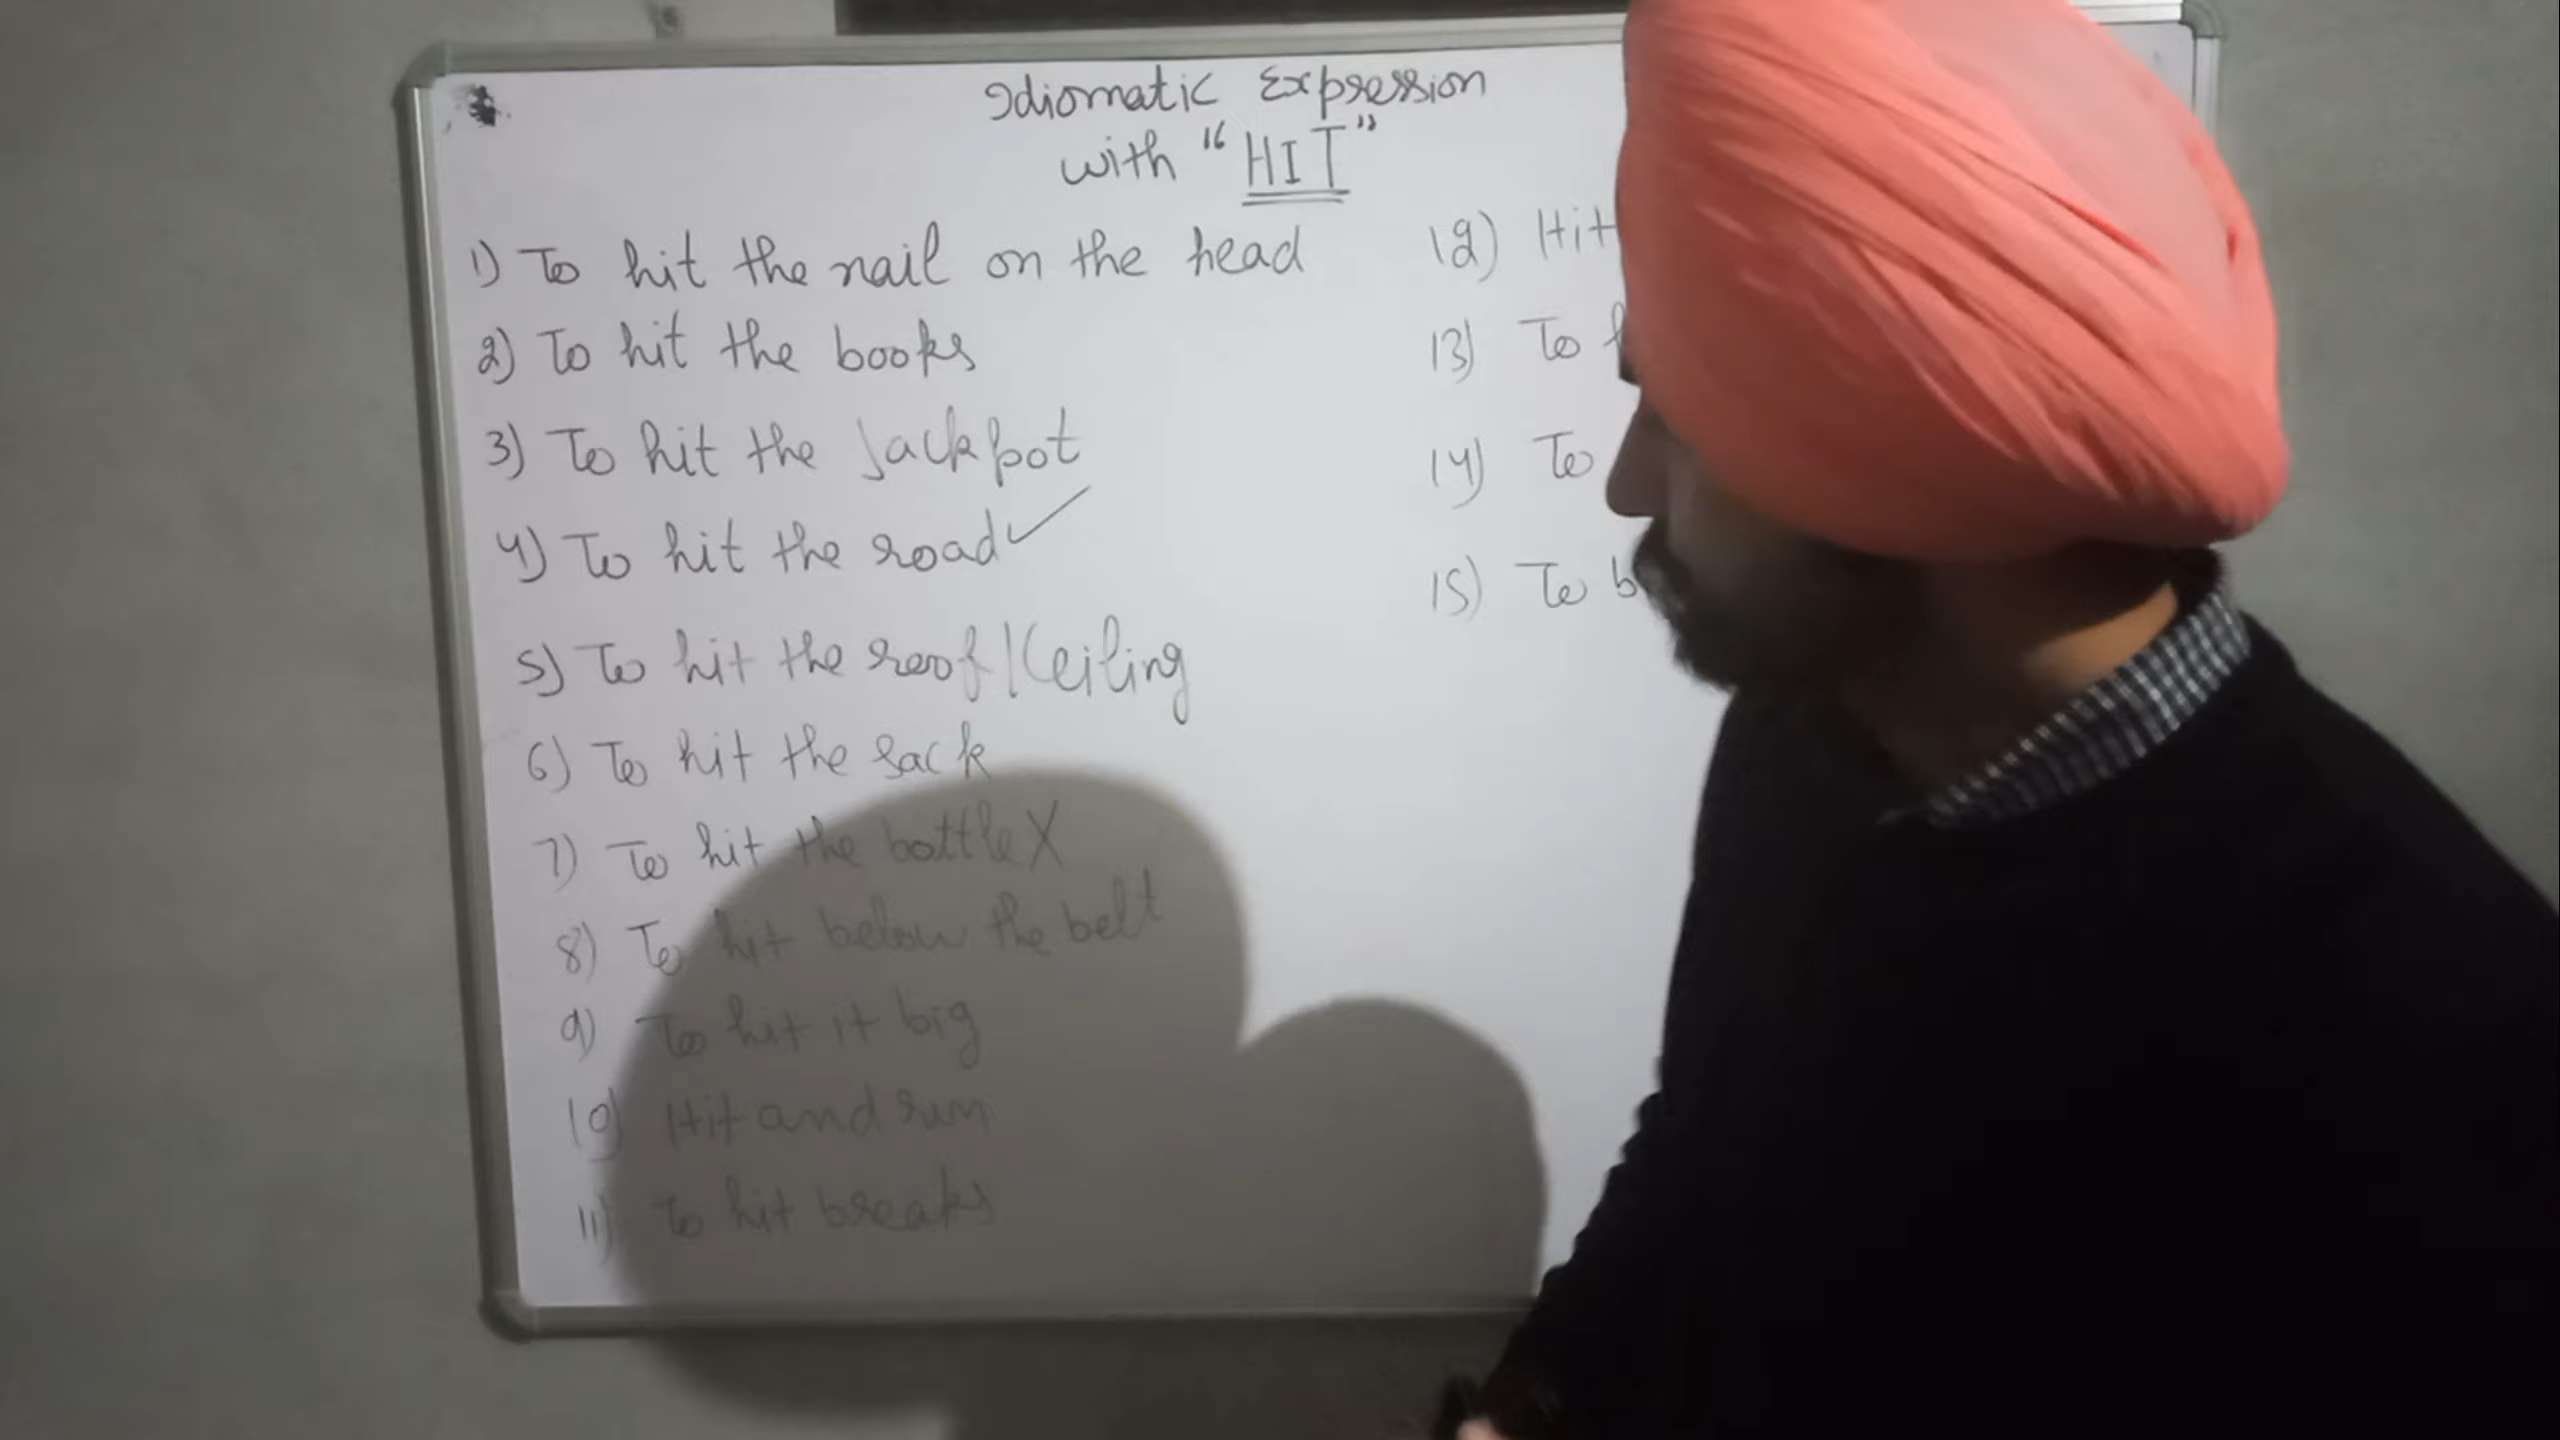 Idiomatic Expression
with "HIT"
1) To hit the nail on the head
2) To hit the books
3) To hit the Jackpot
4) To hit the road ✓
5) To hit the roof/Ceiling
6) To hit the sack
7) To hit the bottle X
8) To hit below the belt
9) To hit it big
10) Hit and run
11) To hit breaks
12) Hit
13) To
14) To
15) To